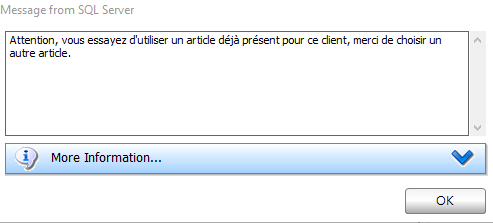 Message from SQL Server
Attention, vous essayez d'utiliser un article déjà présent pour ce client, merci de choisir un
autre article.
More Information...
OK